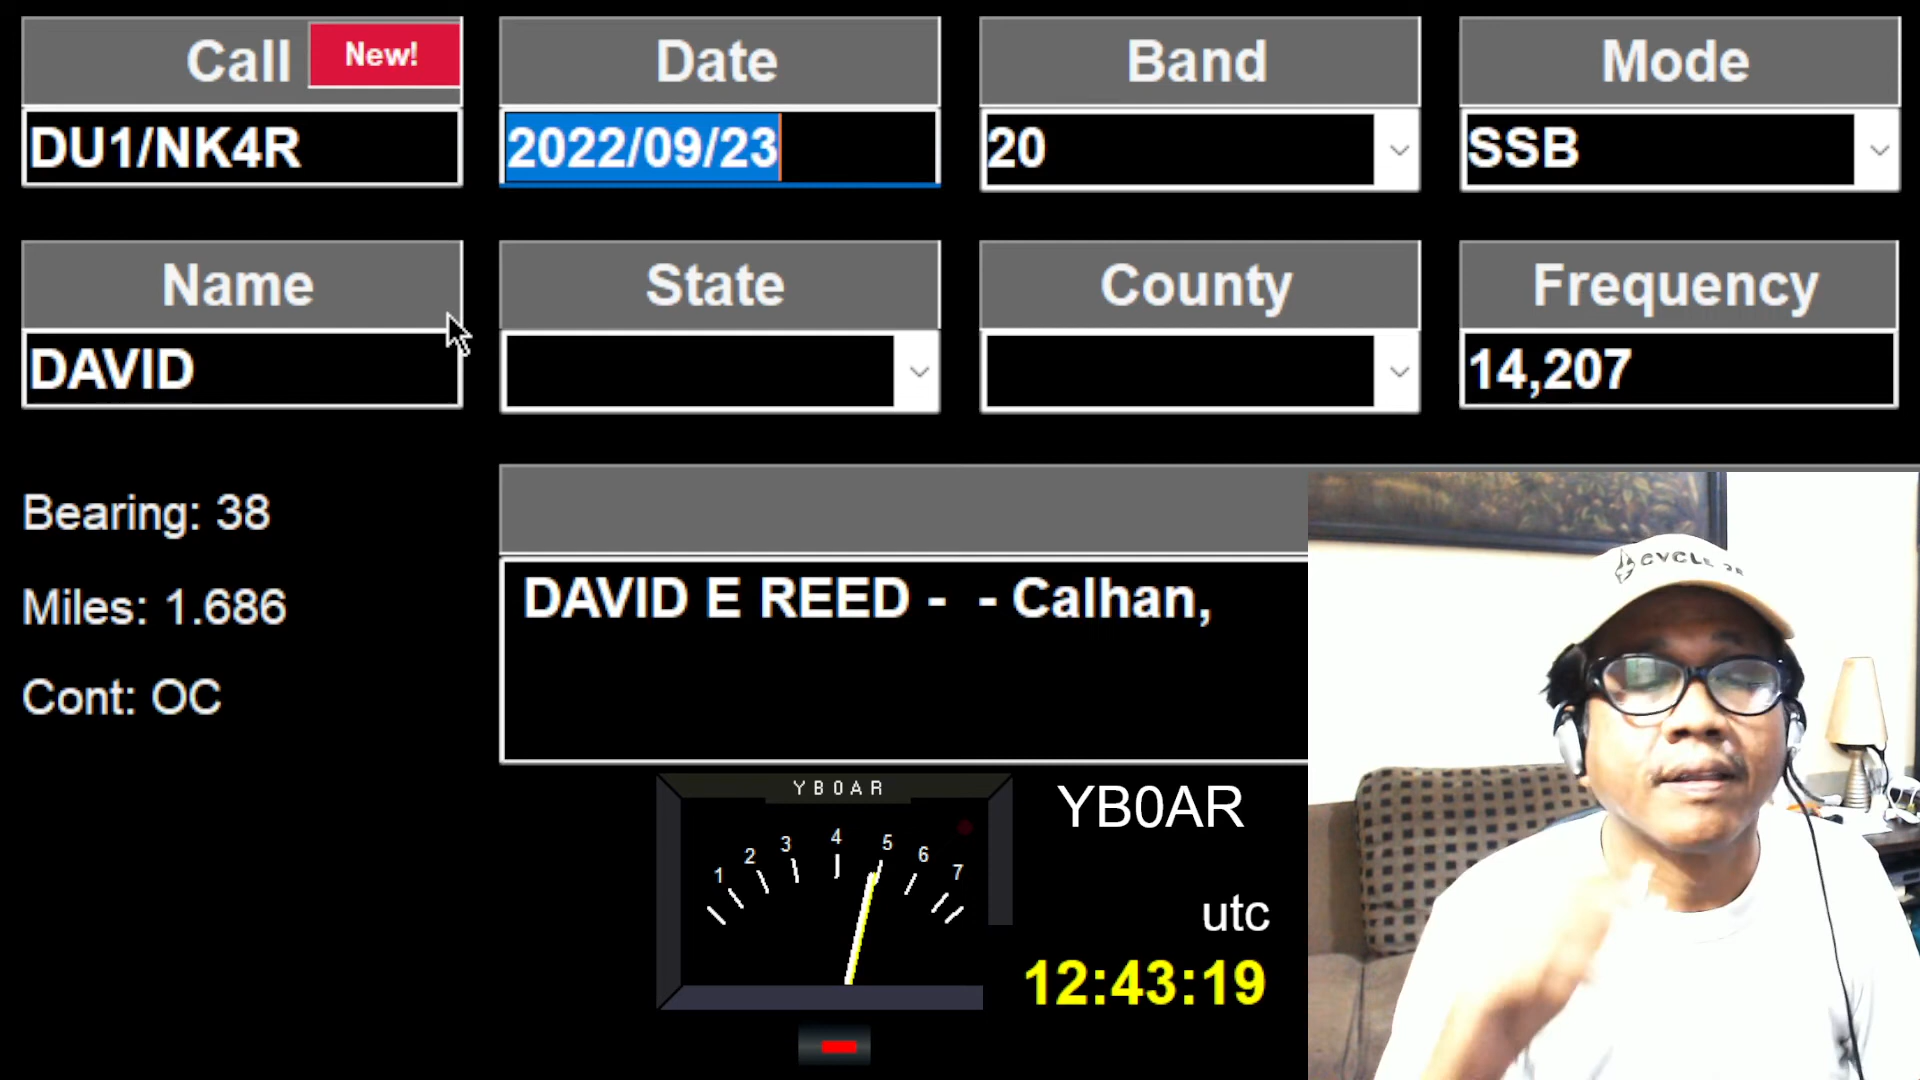 Call New! Date Band Mode
DU1/NK4R 2022/09/23 20 SSB
Name State County Frequency
DAVID 14,207
Bearing: 38
Miles: 1.686
Cont: OC
DAVID E REED -  - Calhan,
YB0AR
1 2 3 4 5 6 7
YB0AR
utc
12:43:19